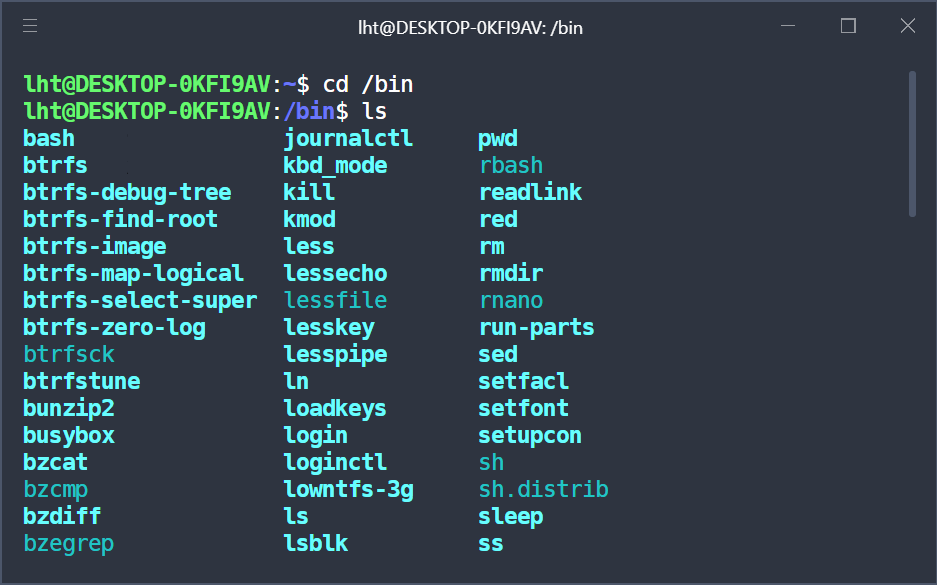 lht@DESKTOP-0KFI9AV: /bin
lht@DESKTOP-0KFI9AV:~$ cd /bin
lht@DESKTOP-0KFI9AV:/bin$ ls
bash journalctl pwd
btrfs kbd_mode rbash
btrfs-debug-tree kill readlink
btrfs-find-root kmod red
btrfs-image less rm
btrfs-map-logical lessecho rmdir
btrfs-select-super lessfile rnano
btrfs-zero-log lesskey run-parts
btrfsck lesspipe sed
btrfstune ln setfacl
bunzip2 loadkeys setfont
busybox login setupcon
bzcat loginctl sh
bzcmp lowntfs-3g sh.distrib
bzdiff ls sleep
bzegrep lsblk ss